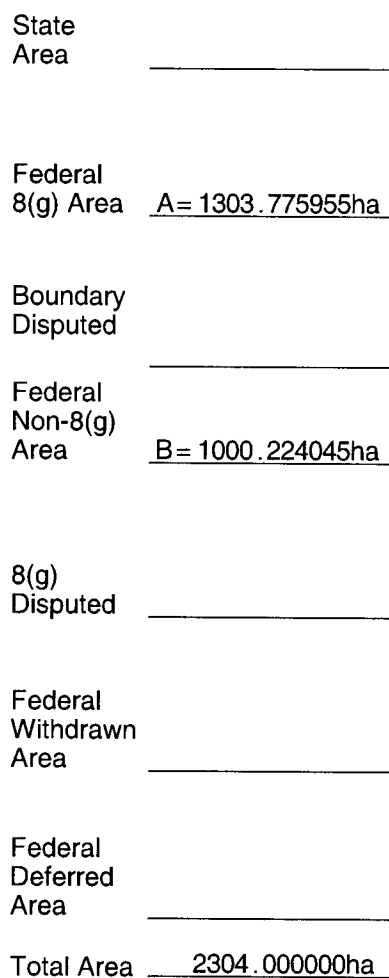 State
Area
Federal
8(g) Area A= 1303.775955ha
Boundary
Disputed
Federal
Non-8(g)
Area B= 1000.224045ha
8(g)
Disputed
Federal
Withdrawn
Area
Federal
Deferred
Area
Total Area 2304.000000ha